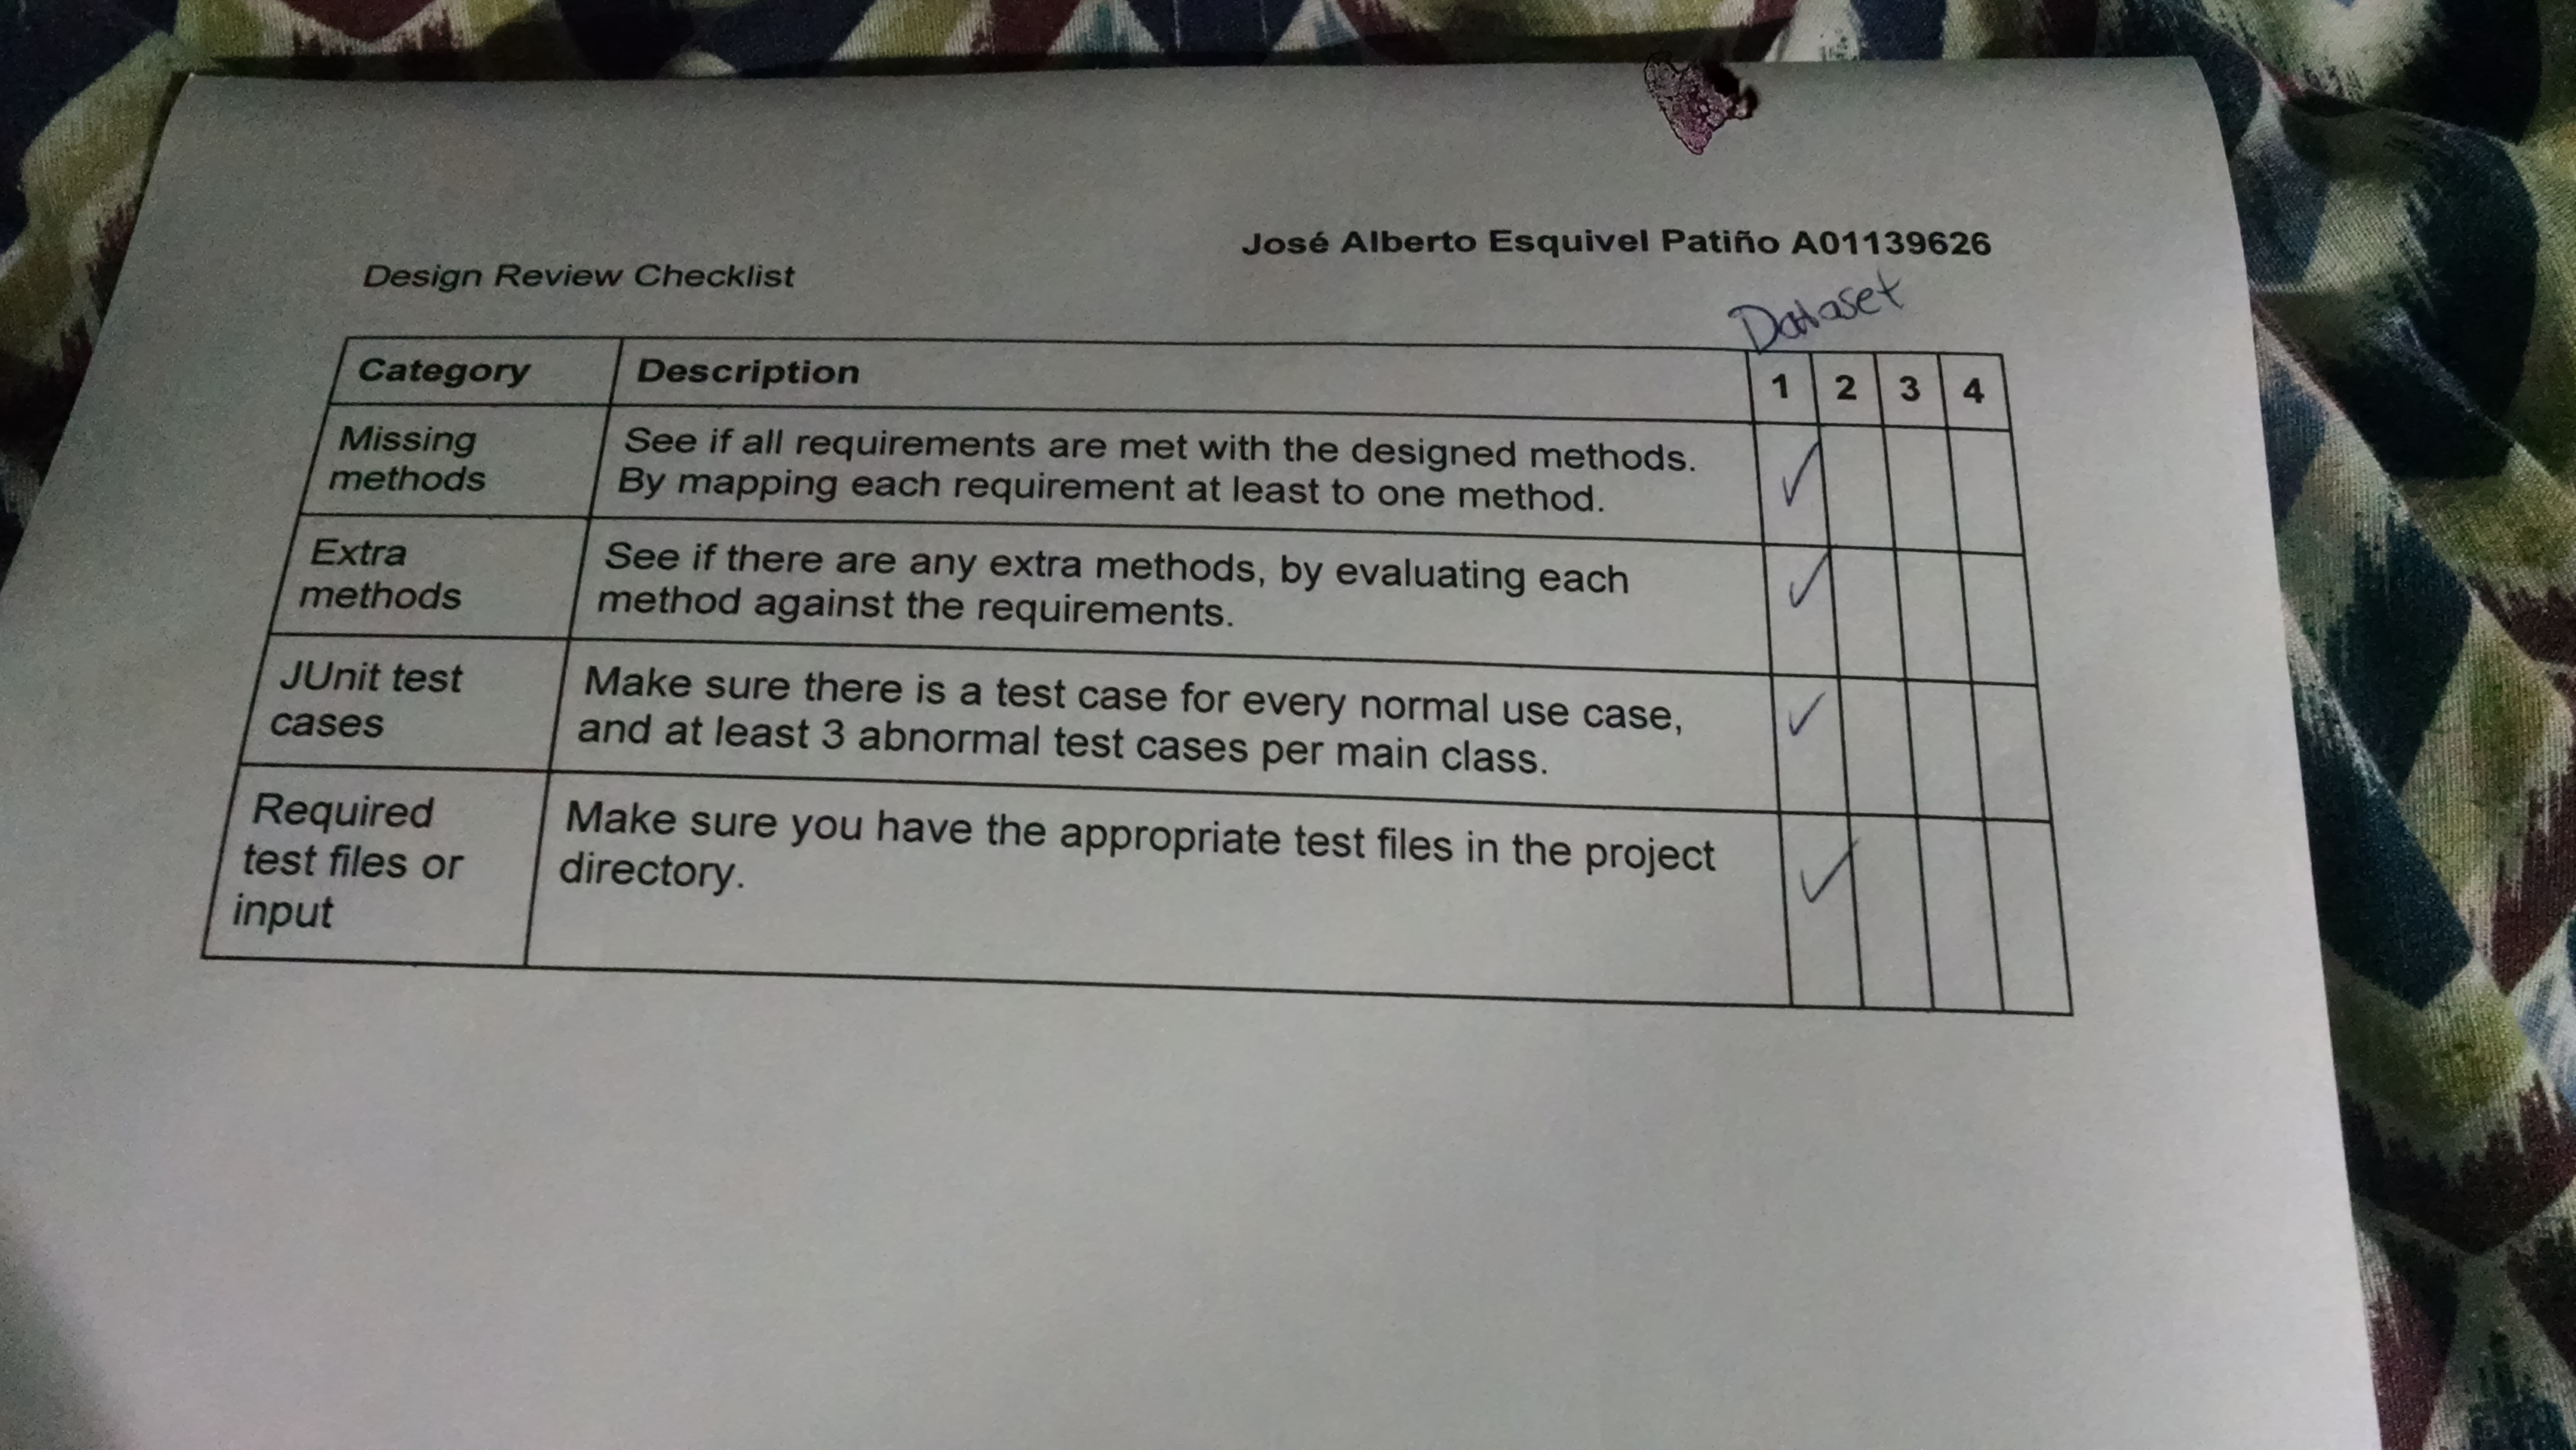 José Alberto Esquivel Patiño A01139626
Design Review Checklist
Dataset
Category Description 1 2 3 4
Missing methods
See if all requirements are met with the designed methods.
By mapping each requirement at least to one method.
✓
Extra methods
See if there are any extra methods, by evaluating each
method against the requirements.
✓
JUnit test cases
Make sure there is a test case for every normal use case,
and at least 3 abnormal test cases per main class.
✓
Required test files or input
Make sure you have the appropriate test files in the project
directory.
✓